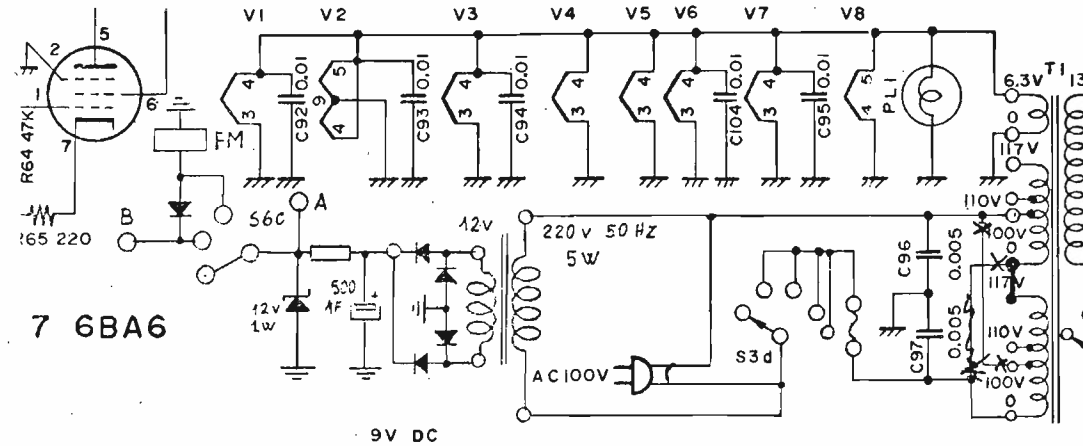 V1 V2 V3 V4 V5 V6 V7 V8
2 5 1 6 7
R64 47K
R65 220
7 6BA6
FM
B
S6C
A
4 3
C92 0.01
5 9 4
C93 0.01
4 3
C94 0.01
4 3
4 3
4 3
C104 0.01
4 3
C95 0.01
5 4
PL1
T1
6.3V
0
117V
110V
100V
0
117V
110V
100V
0
13
12V
1W
500
12V
220V 50HZ
5W
AC100V
S3d
C96 0.005
C97 0.005
9V DC